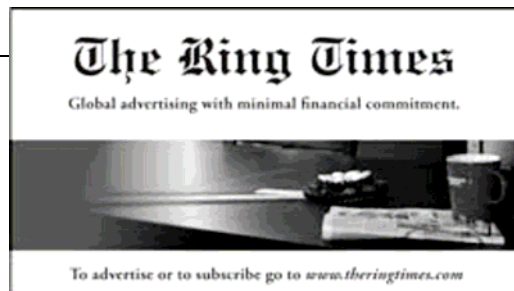 The Ring Times
Global advertising with minimal financial commitment.
To advertise or to subscribe go to www.theringtimes.com